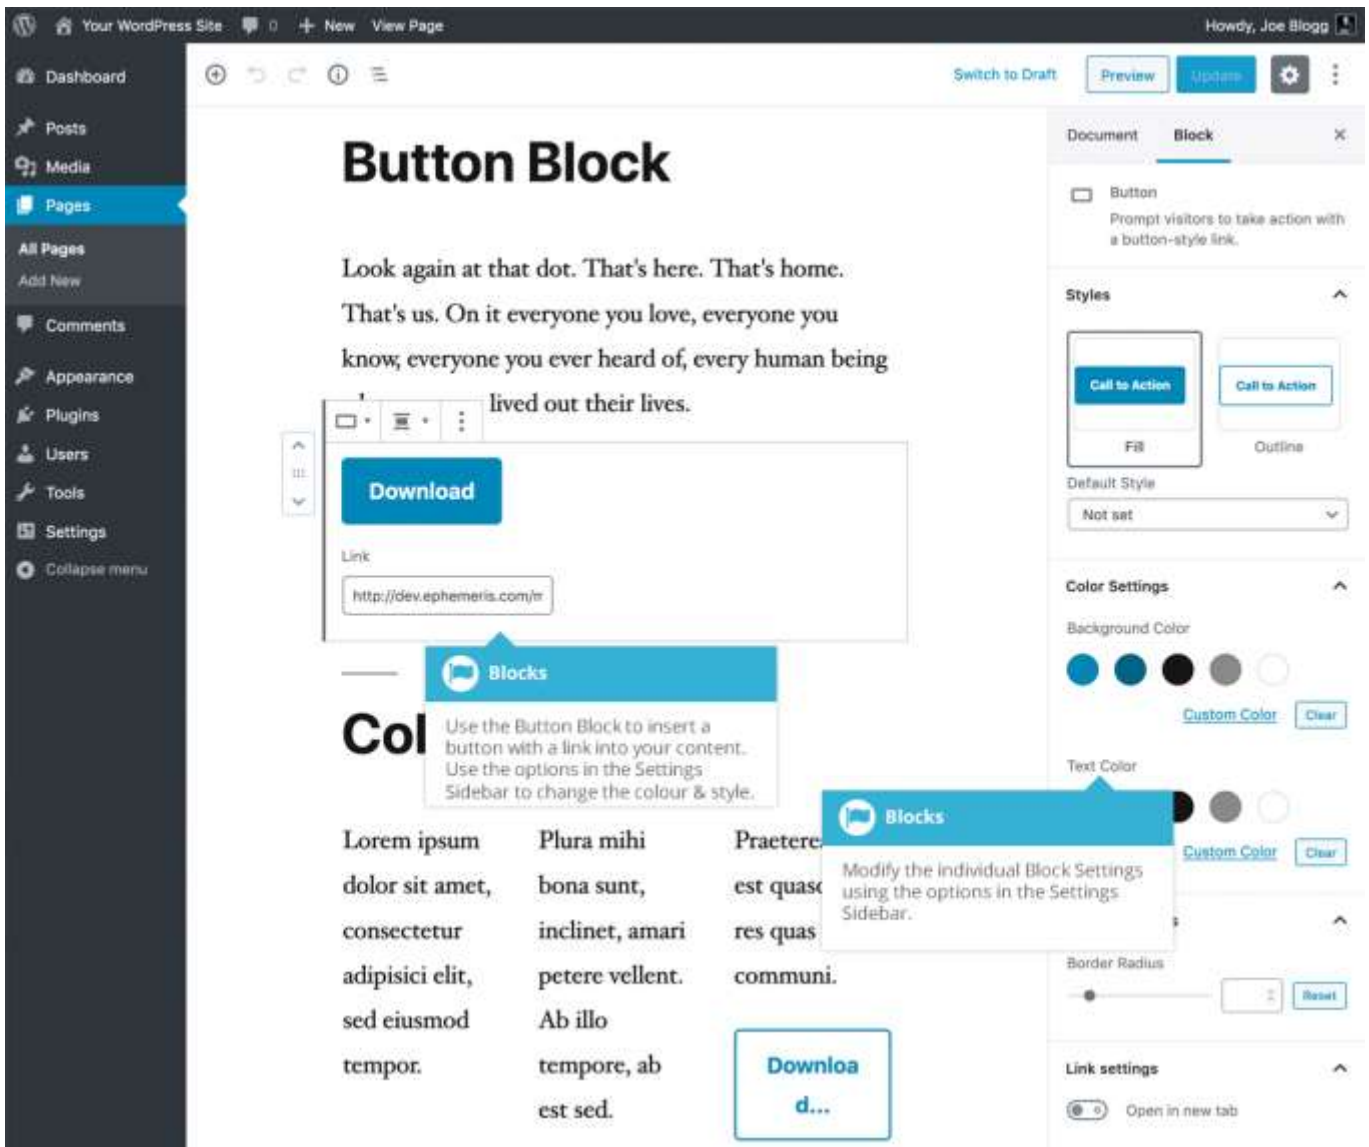 Your WordPress Site 0 New View Page Howdy, Joe Blogg
Dashboard
Posts
Media
Pages
All Pages
Add New
Comments
Appearance
Plugins
Users
Tools
Settings
Collapse menu
Switch to Draft Preview Update
Button Block
Look again at that dot. That's here. That's home.
That's us. On it everyone you love, everyone you
know, everyone you ever heard of, every human being
lived out their lives.
Download
Link
http://dev.ephemeris.com/m
Blocks
Use the Button Block to insert a
button with a link into your content.
Use the options in the Settings
Sidebar to change the colour & style.
Col
Lorem ipsum
dolor sit amet,
consectetur
adipisici elit,
sed eiusmod
tempor.
Plura mihi
bona sunt,
inclinet, amari
petere vellent.
Ab illo
tempore, ab
est sed.
Praetere
est quasd
res quas
communi.
Downloa
d...
Blocks
Modify the individual Block Settings
using the options in the Settings
Sidebar.
Document Block
Button
Prompt visitors to take action with
a button-style link.
Styles
Call to Action
Fill
Call to Action
Outline
Default Style
Not set
Color Settings
Background Color
Custom Color Clear
Text Color
Custom Color Clear
s
Border Radius
Reset
Link settings
Open in new tab